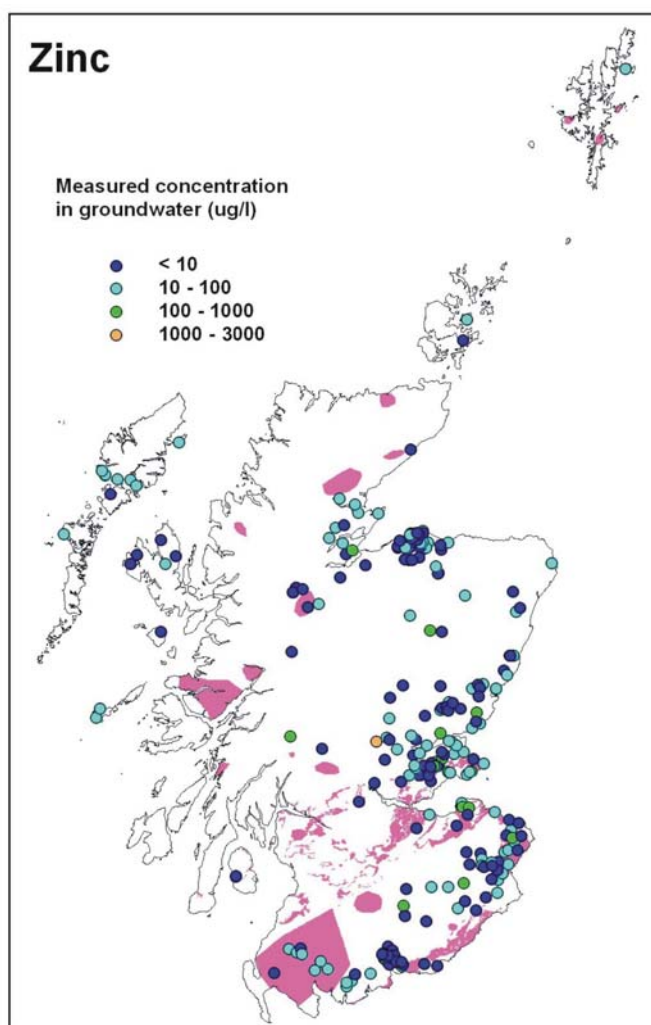 Zinc
Measured concentration
in groundwater (ug/l)
< 10
10 - 100
100 - 1000
1000 - 3000